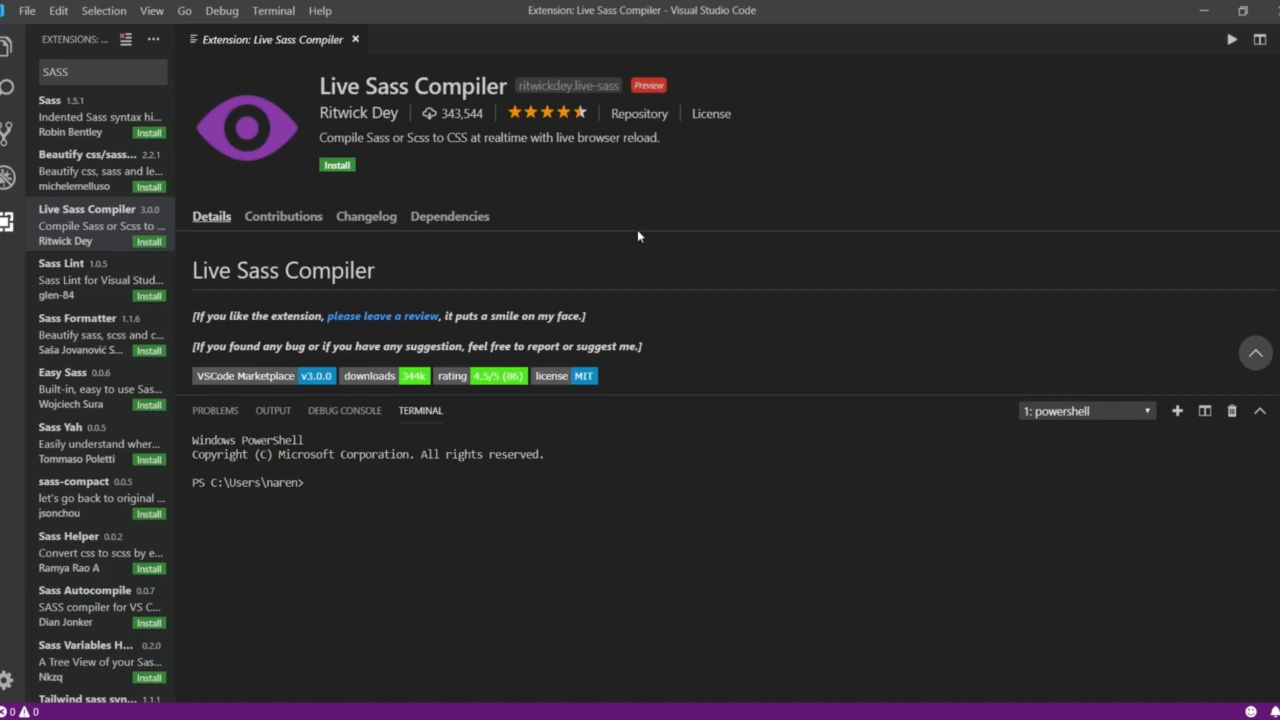 File Edit Selection View Go Debug Terminal Help
Extension: Live Sass Compiler - Visual Studio Code
EXTENSIONS: ...
SASS
Sass 1.5.1
Indented Sass syntax hi...
Robin Bentley Install
Beautify css/sass... 2.2.1
Beautify css, sass and le...
michelemelluso Install
Live Sass Compiler 3.0.0
Compile Sass or Scss to ...
Ritwick Dey Install
Sass Lint 1.0.5
Sass Lint for Visual Stud...
glen-84 Install
Sass Formatter 1.1.6
Beautify sass, scss and c...
Saša Jovanović S... Install
Easy Sass 0.0.6
Built-in, easy to use Sas...
Wojciech Sura Install
Sass Yah 0.0.5
Easily understand wher...
Tommaso Poletti Install
sass-compact 0.0.5
let's go back to original ...
jsonchou Install
Sass Helper 0.0.2
Convert css to scss by e...
Ramya Rao A Install
Sass Autocompile 0.0.7
SASS compiler for VS C...
Dian Jonker Install
Sass Variables H... 0.2.0
A Tree View of your Sas...
Nkzq Install
Tailwind sass syn... 1.1.1
Extension: Live Sass Compiler
Live Sass Compiler ritwickdey.live-sass Preview
Ritwick Dey 343,544 Repository License
Compile Sass or Scss to CSS at realtime with live browser reload.
Install
Details Contributions Changelog Dependencies
Live Sass Compiler
[If you like the extension, please leave a review, it puts a smile on my face.]
[If you found any bug or if you have any suggestion, feel free to report or suggest me.]
VSCode Marketplace v3.0.0 downloads 344k rating 4.5/5 (86) license MIT
PROBLEMS OUTPUT DEBUG CONSOLE TERMINAL 1: powershell
Windows PowerShell
Copyright (C) Microsoft Corporation. All rights reserved.
PS C:\Users\naren>
0 0